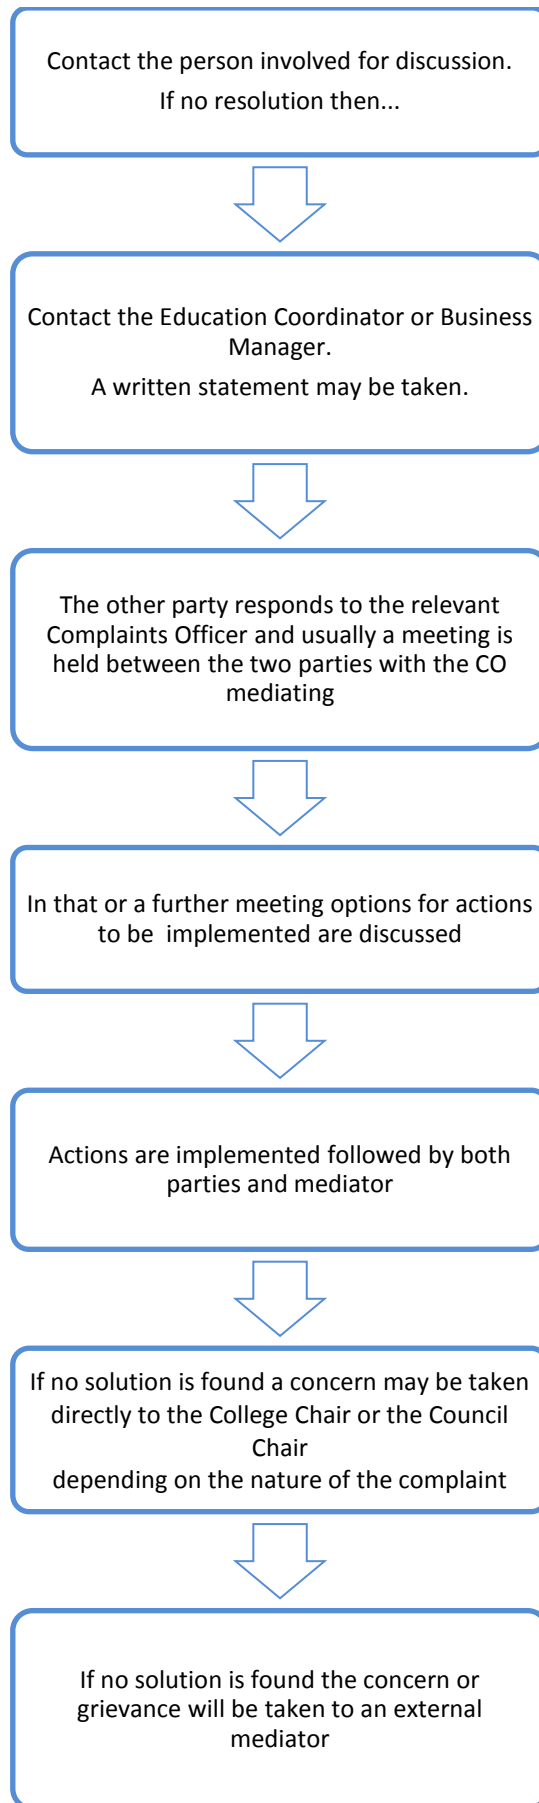 Contact the person involved for discussion.
If no resolution then...
Contact the Education Coordinator or Business
Manager.
A written statement may be taken.
The other party responds to the relevant
Complaints Officer and usually a meeting is
held between the two parties with the CO
mediating
In that or a further meeting options for actions
to be  implemented are discussed
Actions are implemented followed by both
parties and mediator
If no solution is found a concern may be taken
directly to the College Chair or the Council
Chair
depending on the nature of the complaint
If no solution is found the concern or
grievance will be taken to an external
mediator